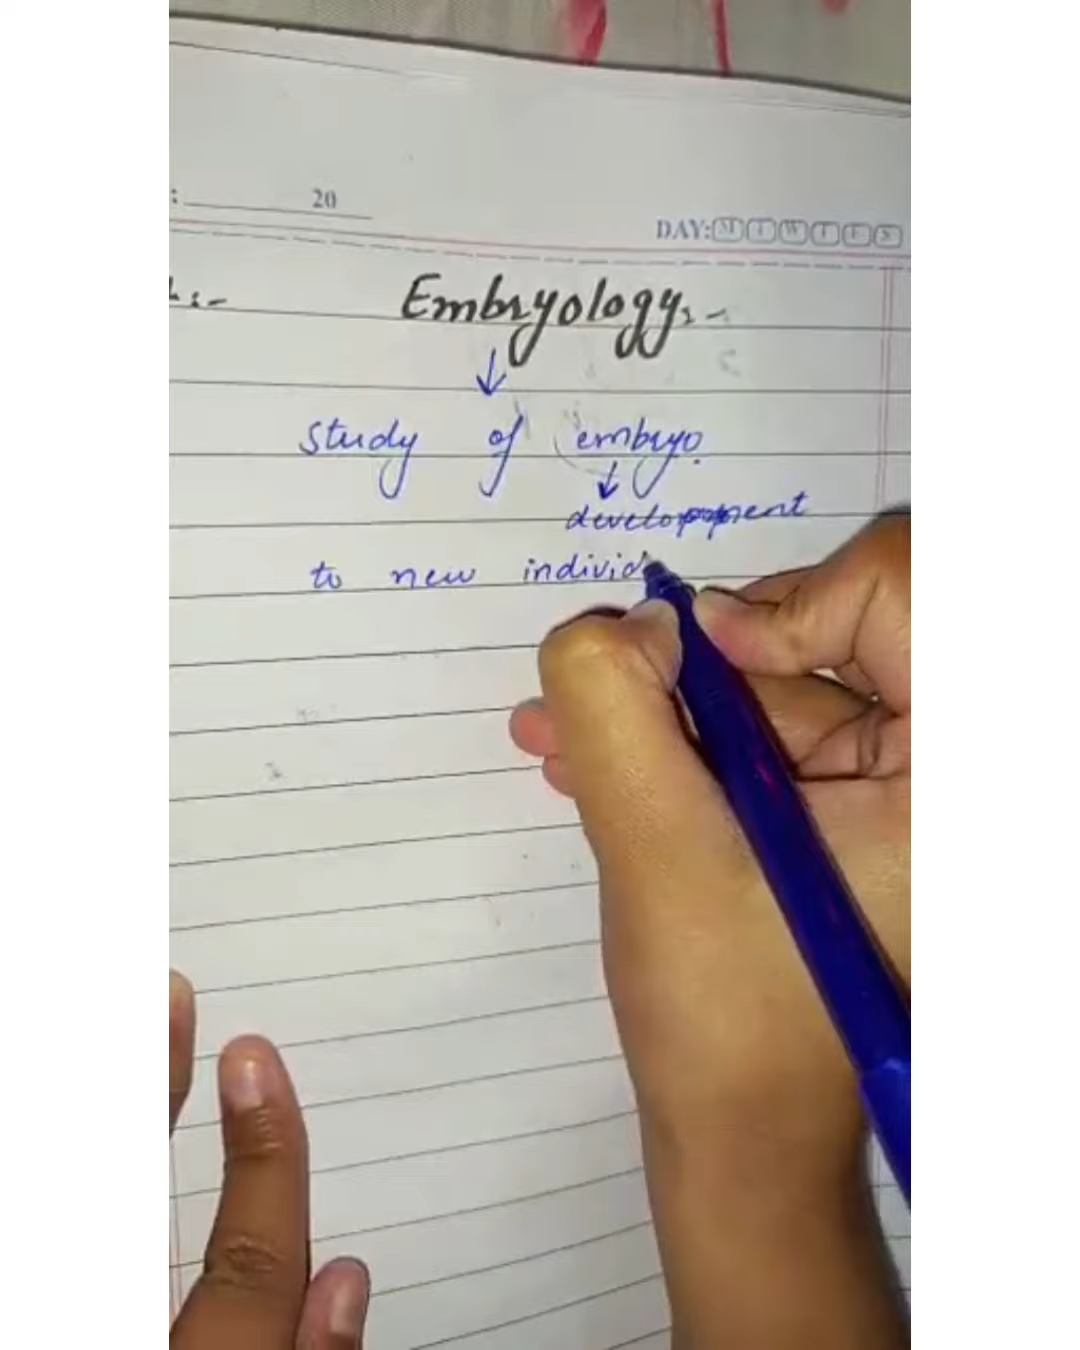 20
DAY: M T W T F S
Embryology:-
↓
study of embryo.
↓
development
to new individ